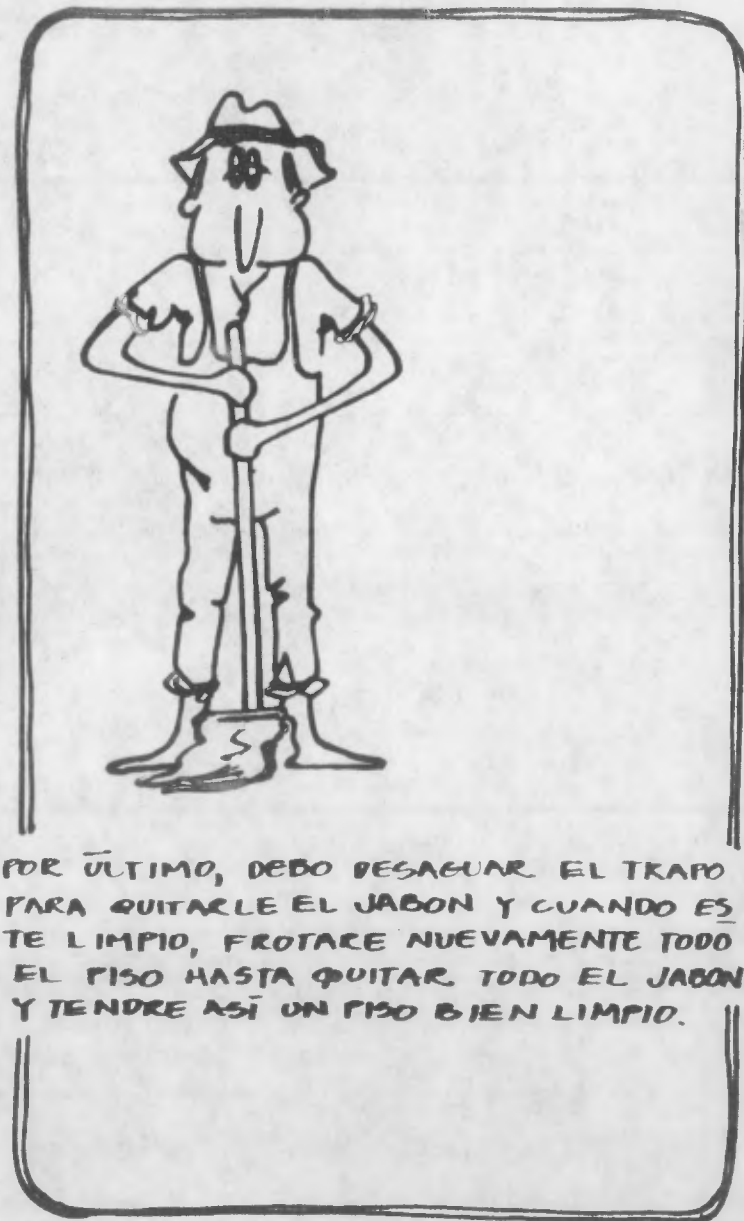 POR ÚLTIMO, DEBO DESAGUAR EL TRAPO
PARA QUITARLE EL JABON Y CUANDO ES
TE LIMPIO, FROTARE NUEVAMENTE TODO
EL PISO HASTA QUITAR TODO EL JABON
Y TENDRE ASÍ UN PISO BIEN LIMPIO.